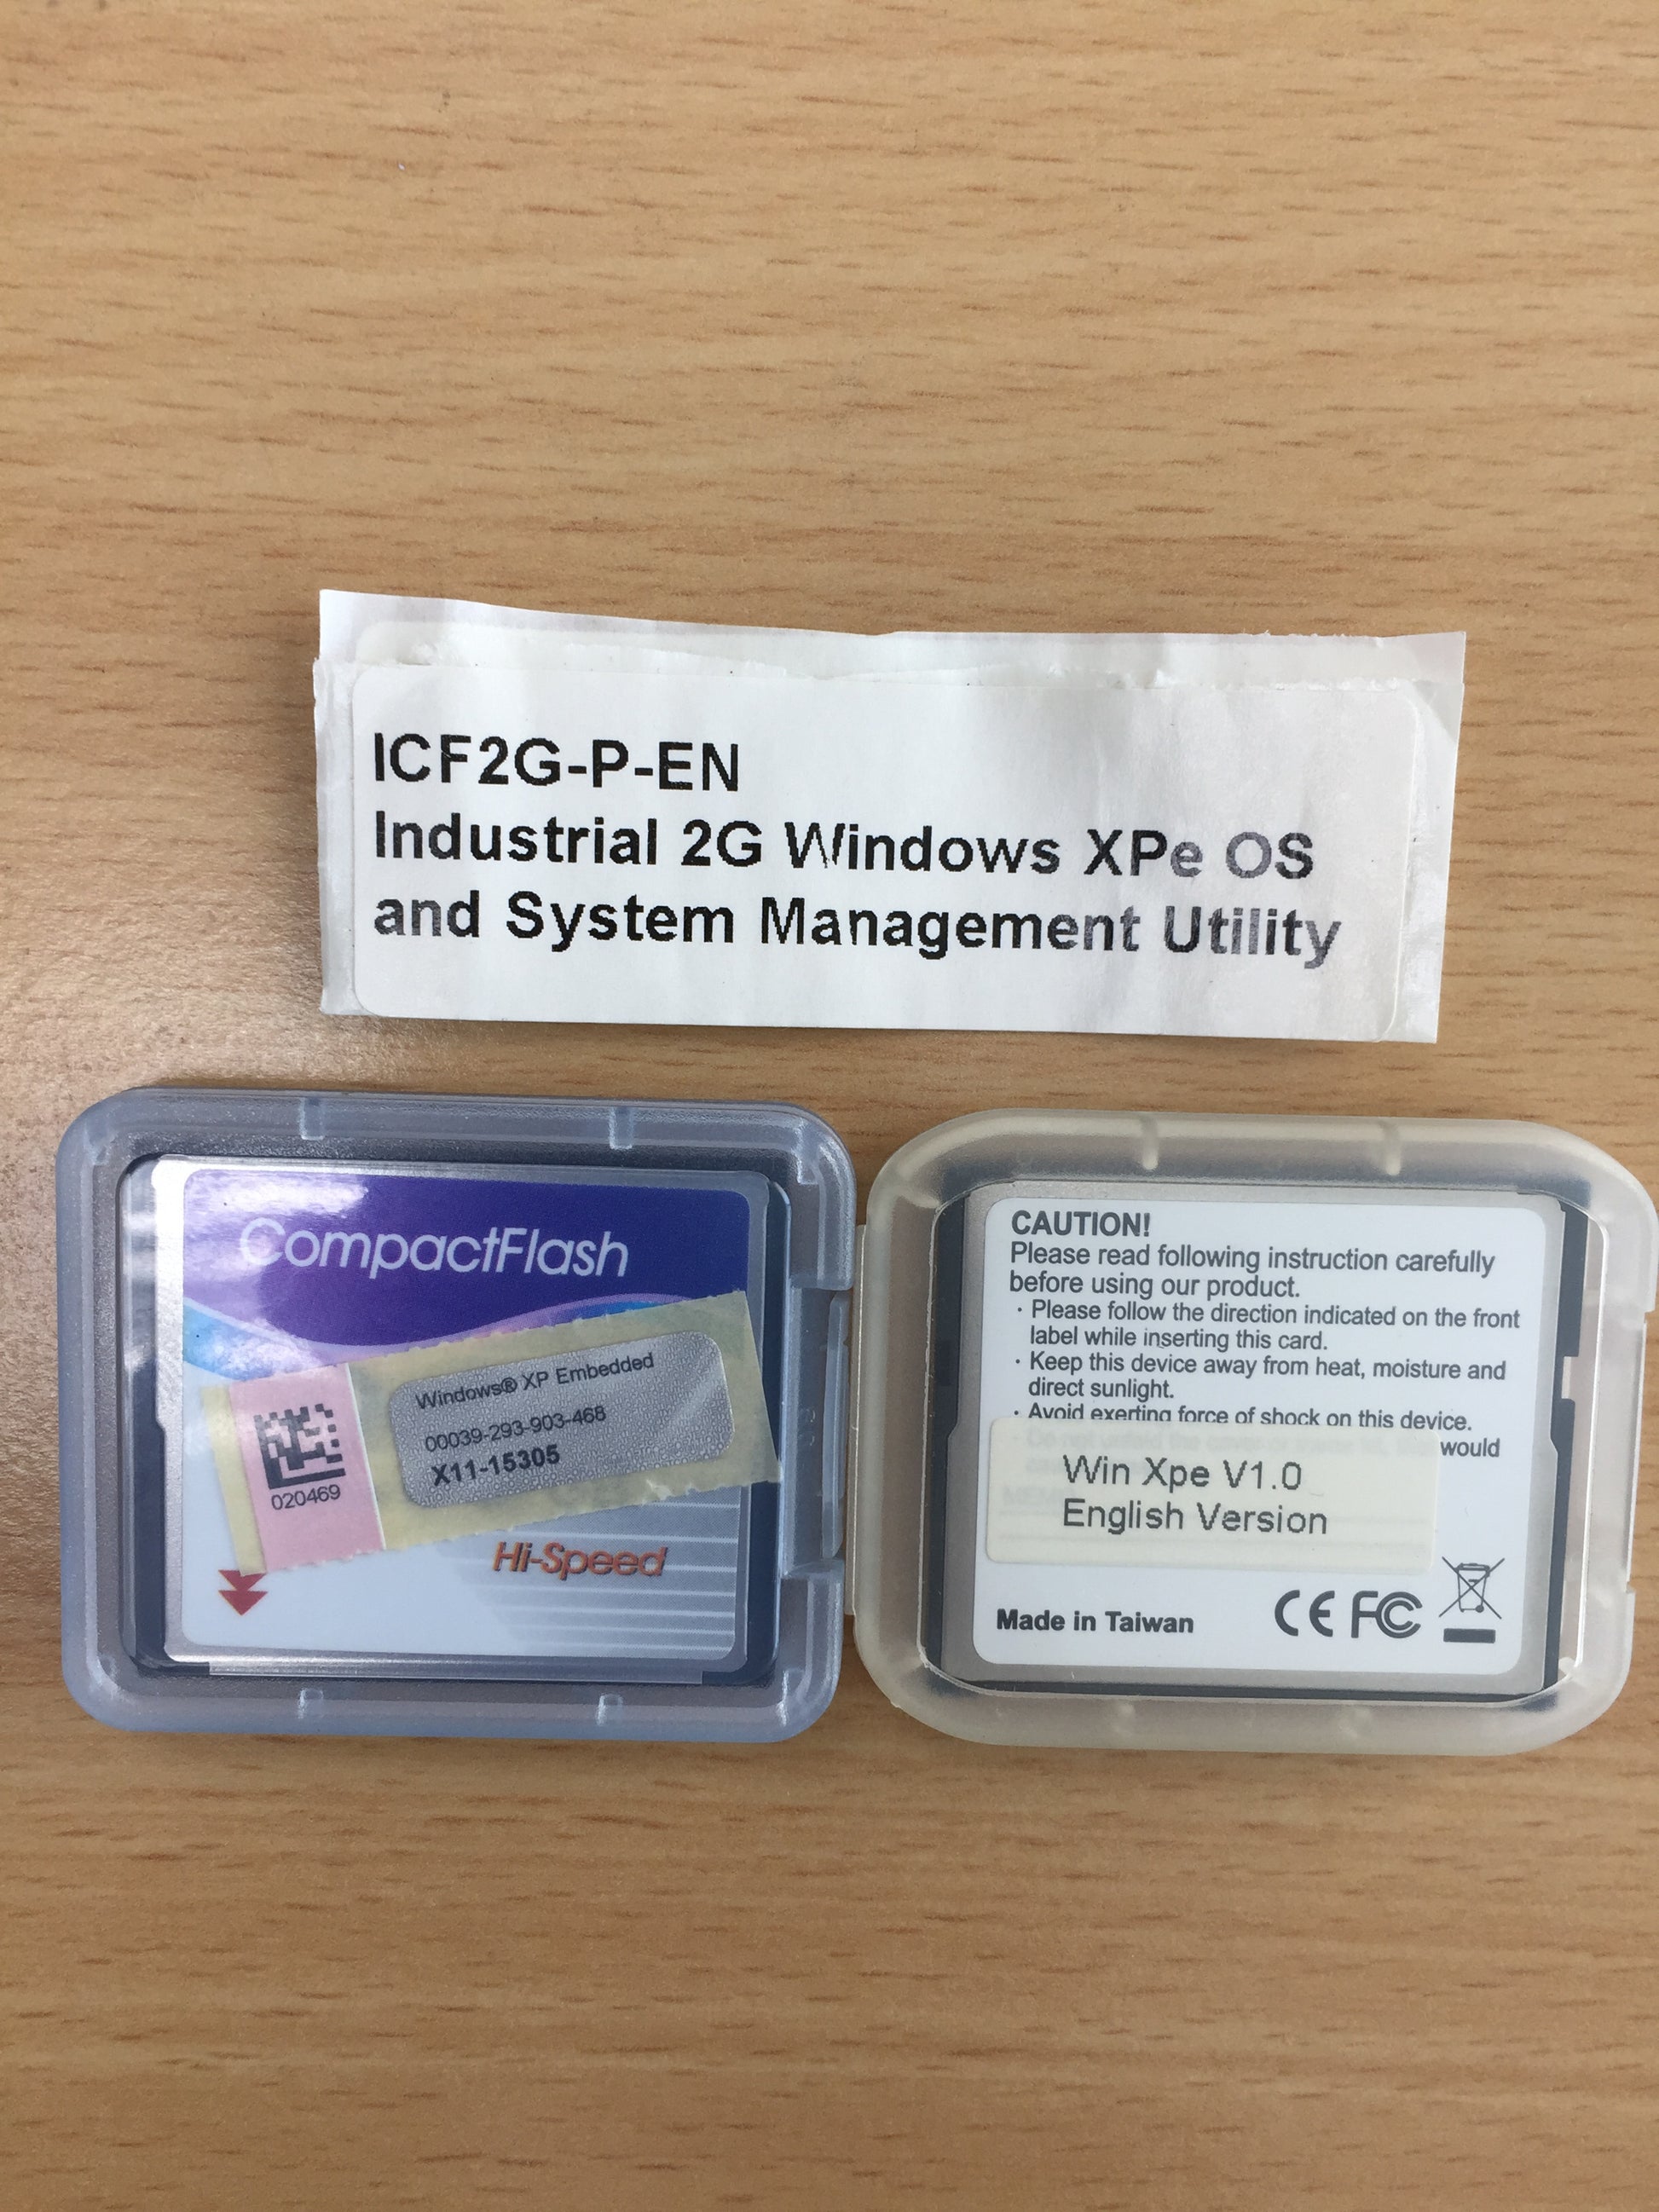 ICF2G-P-EN
Industrial 2G Windows XPe OS
and System Management Utility
CompactFlash
Windows® XP Embedded
00039-293-903-468
X11-15305
020469
Hi-Speed
CAUTION!
Please read following instruction carefully
before using our product.
· Please follow the direction indicated on the front
label while inserting this card.
· Keep this device away from heat, moisture and
direct sunlight.
· Avoid exerting force of shock on this device.
would
Win Xpe V1.0
English Version
Made in Taiwan
CE FC